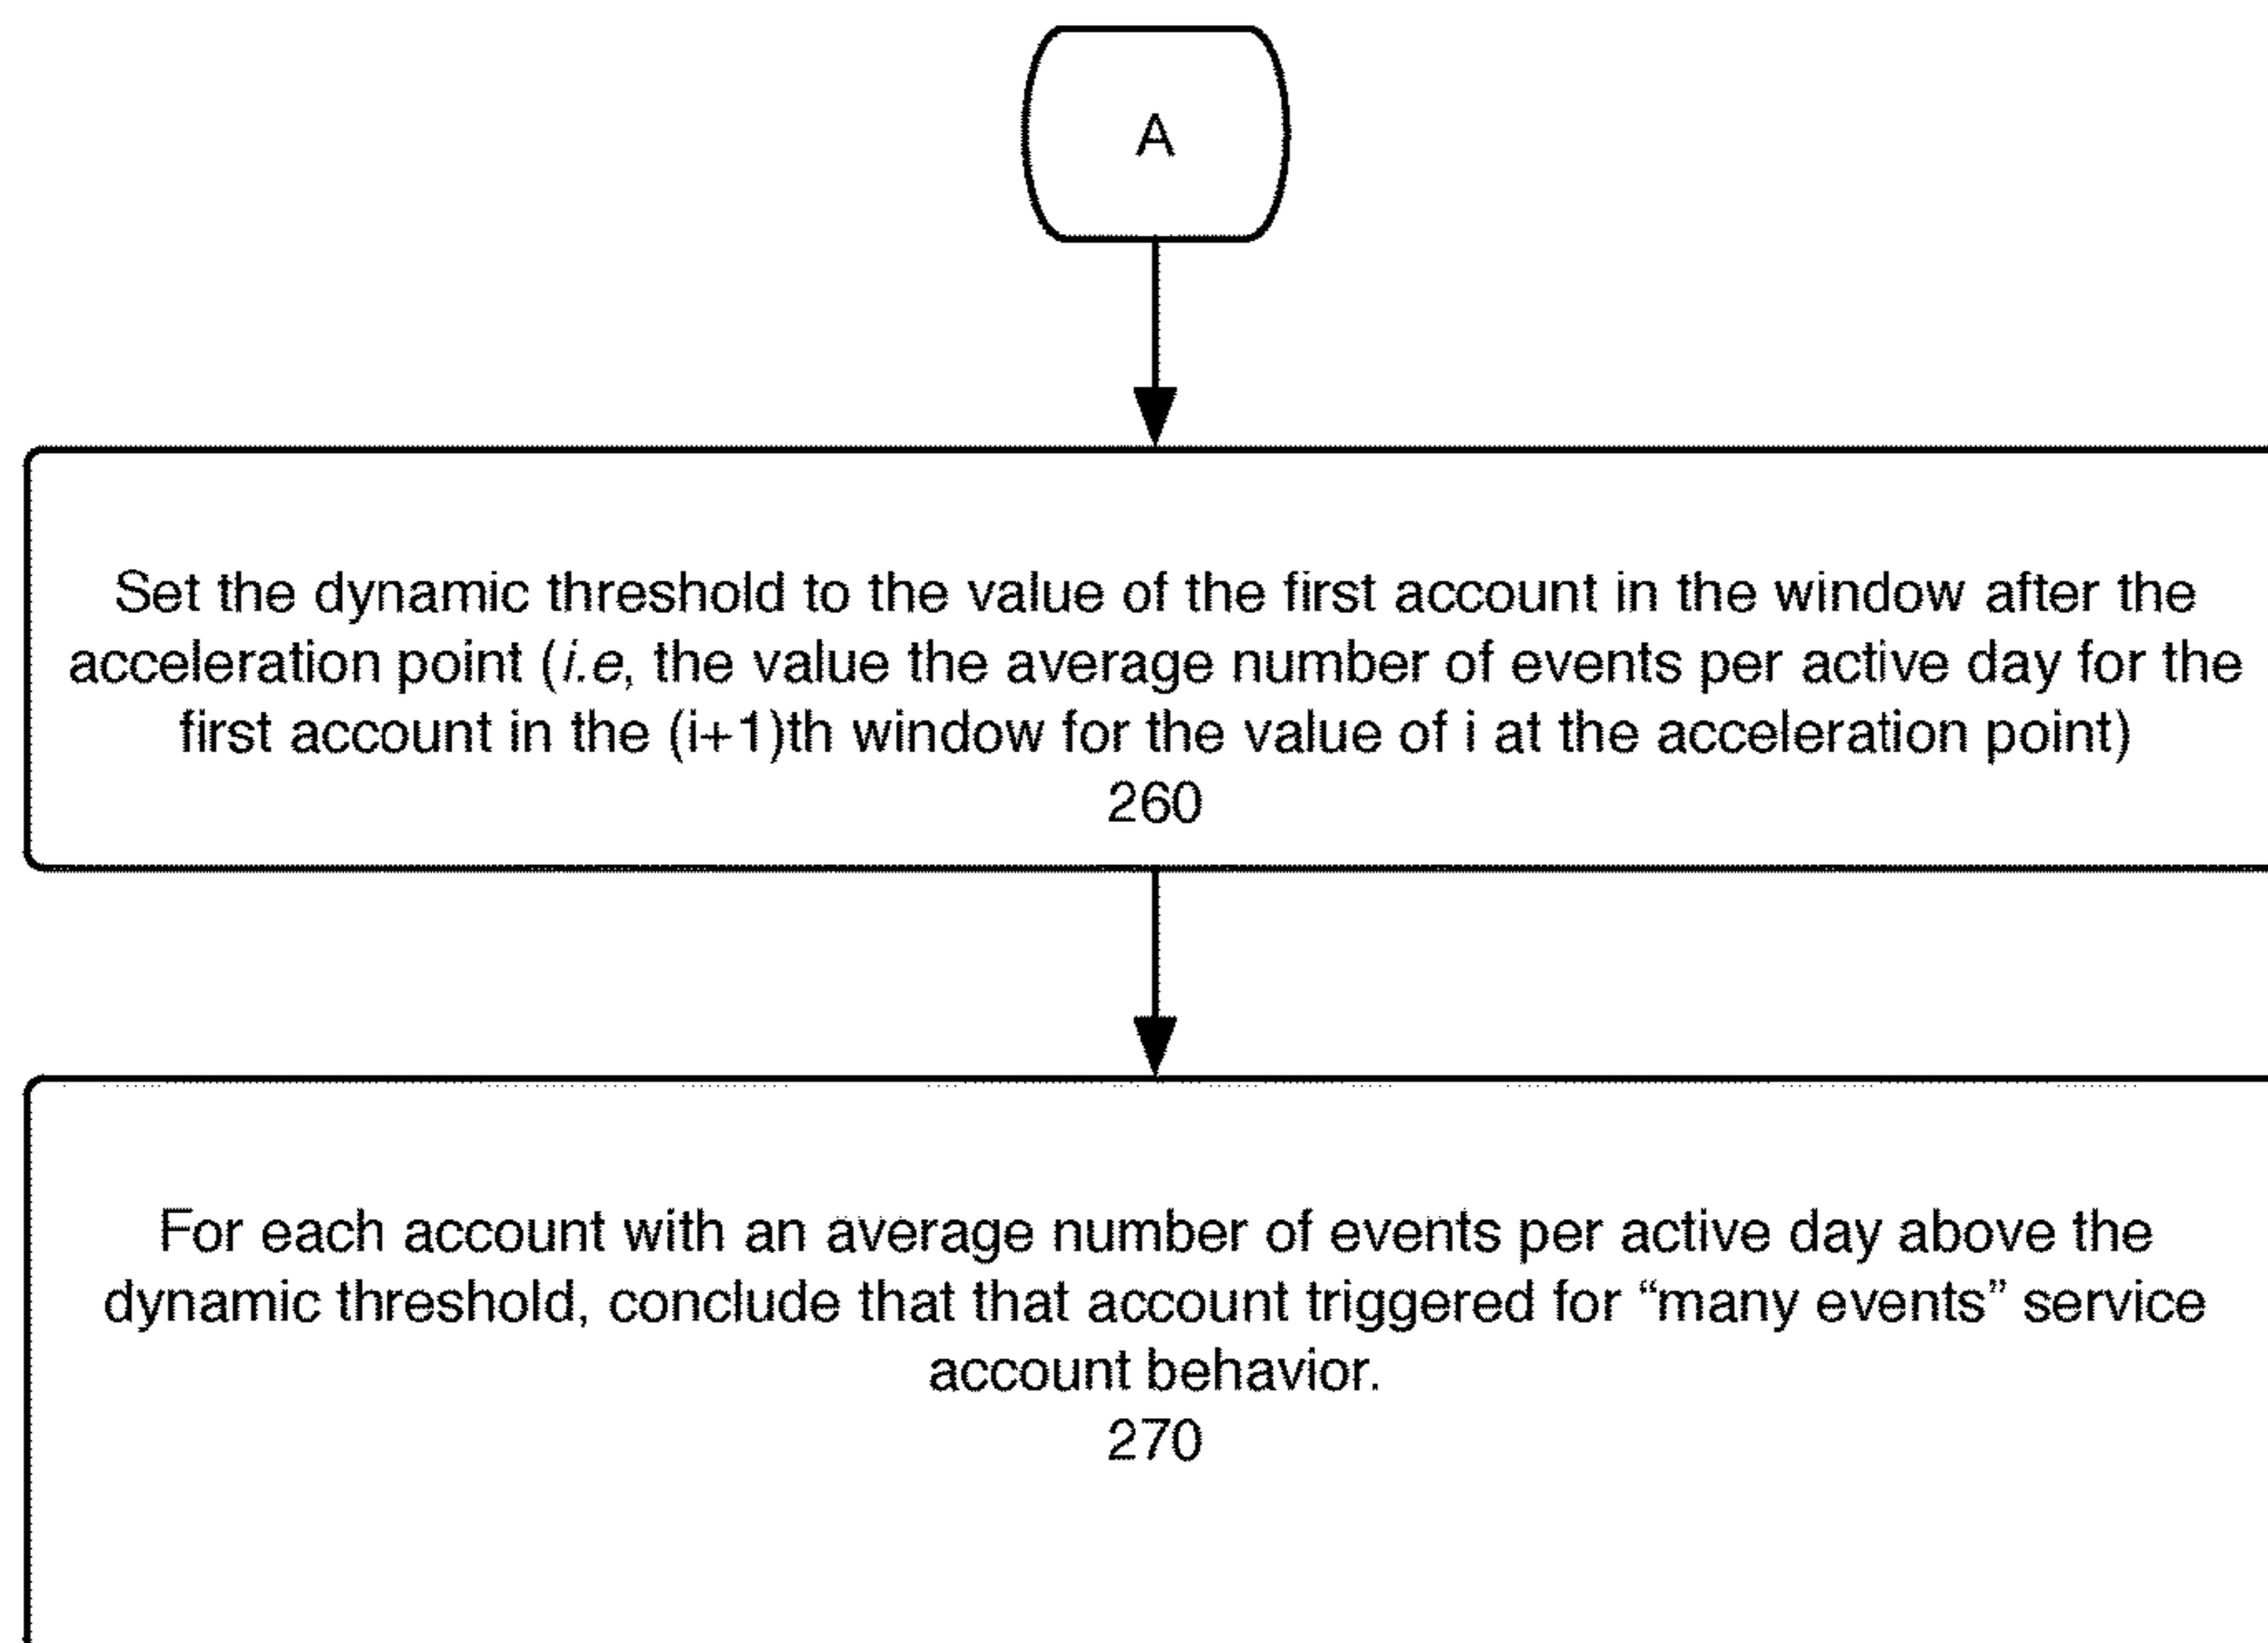 A
Set the dynamic threshold to the value of the first account in the window after the
acceleration point (i.e, the value the average number of events per active day for the
first account in the (i+1)th window for the value of i at the acceleration point)
260
For each account with an average number of events per active day above the
dynamic threshold, conclude that that account triggered for “many events” service
account behavior.
270